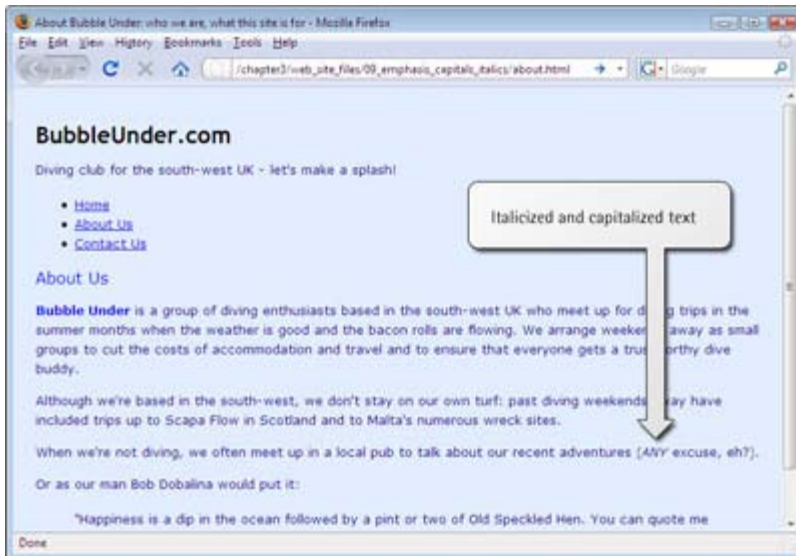 About Bubble Under: who we are, what this site is for - Mozilla Firefox
File Edit View History Bookmarks Tools Help
/chapter3/web_site_files/09_emphasis_capitals_italics/about.html Google
BubbleUnder.com
Diving club for the south-west UK - let's make a splash!
Home
About Us
Contact Us
Italicized and capitalized text
About Us
Bubble Under is a group of diving enthusiasts based in the south-west UK who meet up for trips in the
summer months when the weather is good and the bacon rolls are flowing. We arrange away as small
groups to cut the costs of accommodation and travel and to ensure that everyone gets a dive
buddy.
Although we're based in the south-west, we don't stay on our own turf: past diving weekends have
included trips up to Scapa Flow in Scotland and to Malta's numerous wreck sites.
When we're not diving, we often meet up in a local pub to talk about our recent adventures (ANY excuse, eh?).
Or as our man Bob Dobalina would put it:
"Happiness is a dip in the ocean followed by a pint or two of Old Speckled Hen. You can quote me
Done